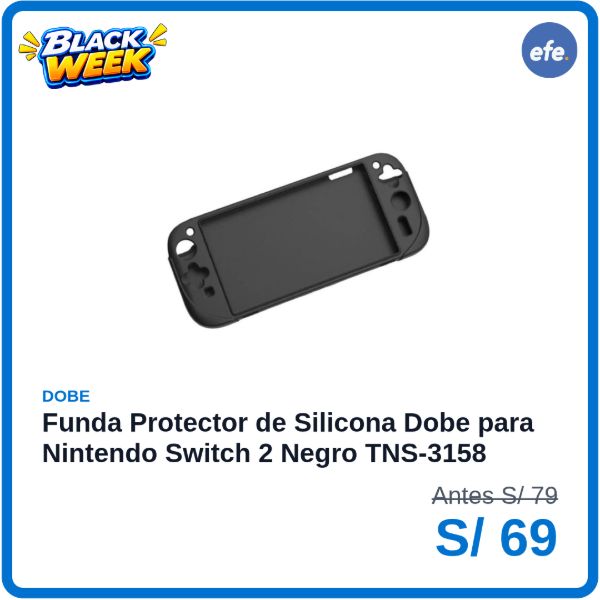 BLACK
WEEK
efe.
DOBE
Funda Protector de Silicona Dobe para
Nintendo Switch 2 Negro TNS-3158
Antes S/ 79
S/ 69